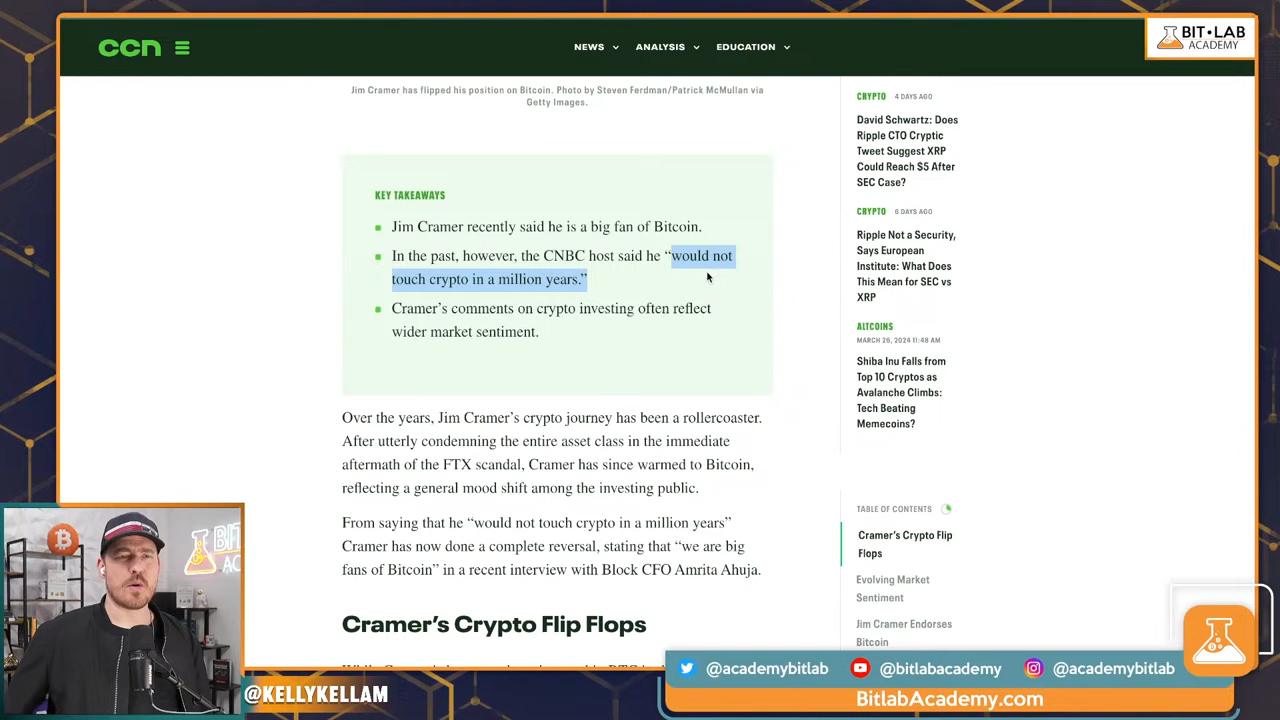 ccn
NEWS
ANALYSIS
EDUCATION
BIT•LAB
ACADEMY
Jim Cramer has flipped his position on Bitcoin. Photo by Steven Ferdman/Patrick McMullan via
Getty Images.
KEY TAKEAWAYS
Jim Cramer recently said he is a big fan of Bitcoin.
In the past, however, the CNBC host said he “would not
touch crypto in a million years.”
Cramer’s comments on crypto investing often reflect
wider market sentiment.
Over the years, Jim Cramer’s crypto journey has been a rollercoaster.
After utterly condemning the entire asset class in the immediate
aftermath of the FTX scandal, Cramer has since warmed to Bitcoin,
reflecting a general mood shift among the investing public.
From saying that he “would not touch crypto in a million years”
Cramer has now done a complete reversal, stating that “we are big
fans of Bitcoin” in a recent interview with Block CFO Amrita Ahuja.
Cramer’s Crypto Flip Flops
CRYPTO 4 DAYS AGO
David Schwartz: Does
Ripple CTO Cryptic
Tweet Suggest XRP
Could Reach $5 After
SEC Case?
CRYPTO 6 DAYS AGO
Ripple Not a Security,
Says European
Institute: What Does
This Mean for SEC vs
XRP
ALTCOINS
MARCH 26, 2024 11:48 AM
Shiba Inu Falls from
Top 10 Cryptos as
Avalanche Climbs:
Tech Beating
Memecoins?
TABLE OF CONTENTS
Cramer’s Crypto Flip
Flops
Evolving Market
Sentiment
Jim Cramer Endorses
Bitcoin
@KELLYKELLAM
@academybitlab
@bitlabacademy
@academybitlab
BitlabAcademy.com